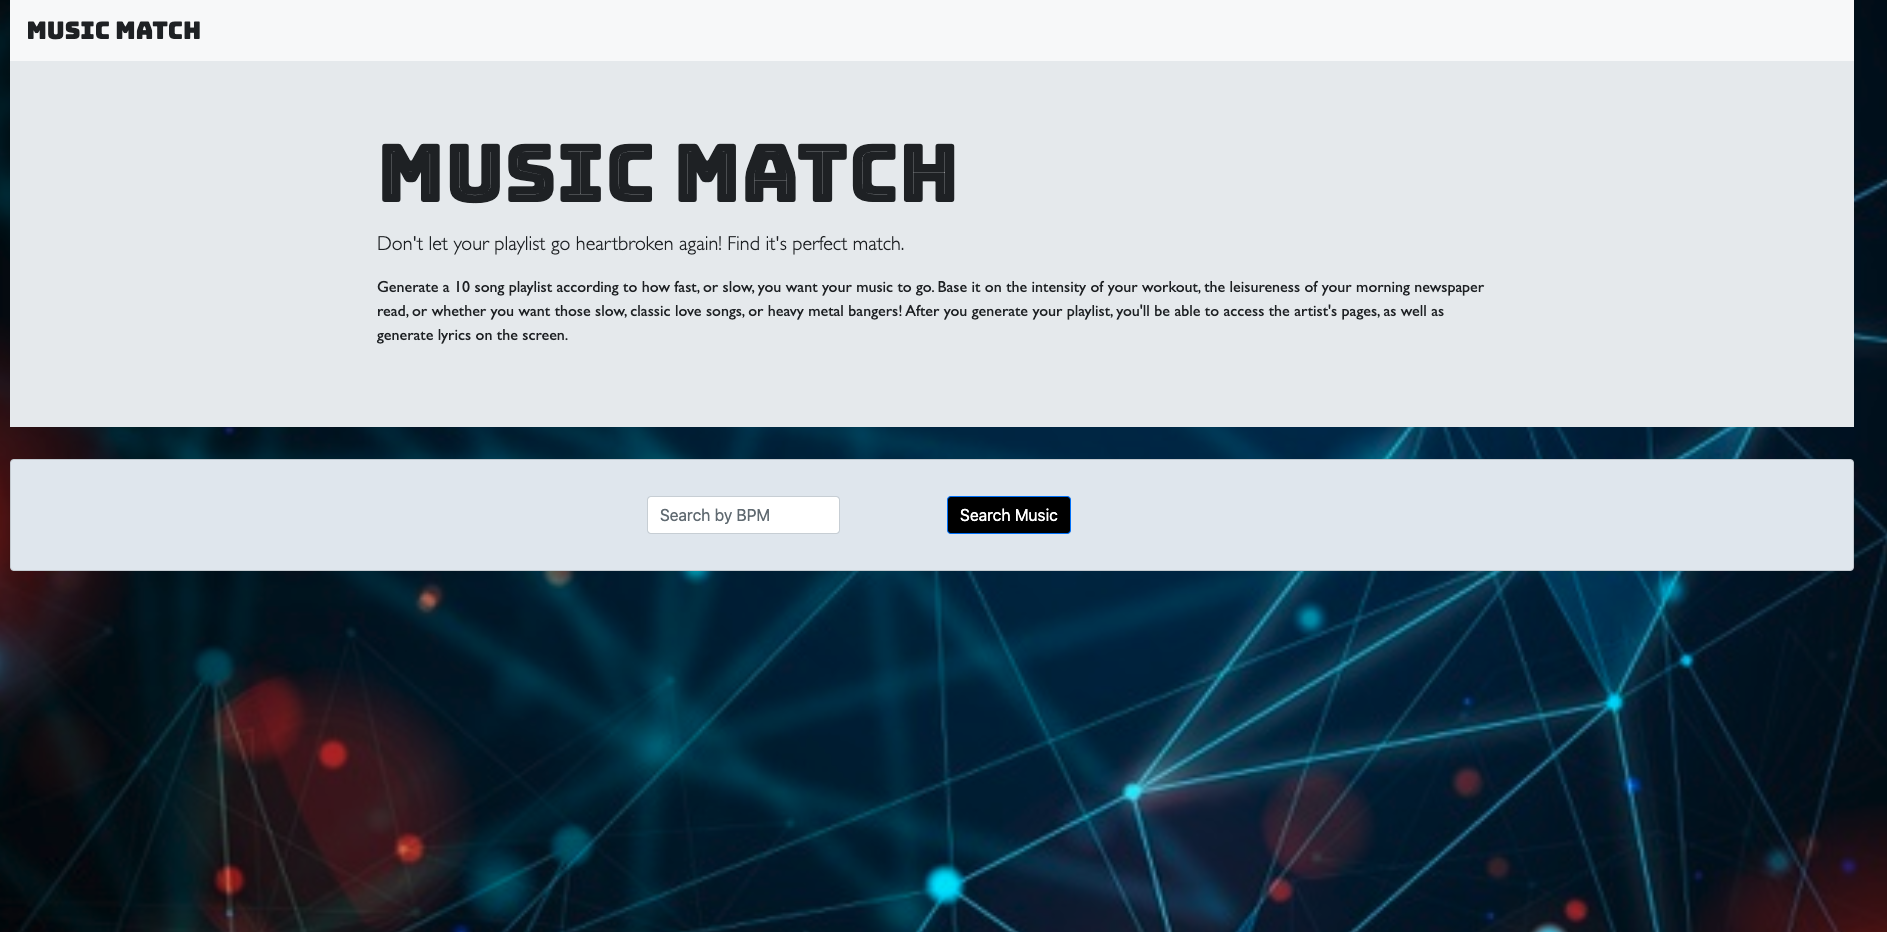 MUSIC MATCH
MUSIC MATCH
Don't let your playlist go heartbroken again! Find it's perfect match.
Generate a 10 song playlist according to how fast, or slow, you want your music to go. Base it on the intensity of your workout, the leisureness of your morning newspaper
read, or whether you want those slow, classic love songs, or heavy metal bangers! After you generate your playlist, you'll be able to access the artist's pages, as well as
generate lyrics on the screen.
Search by BPM
Search Music